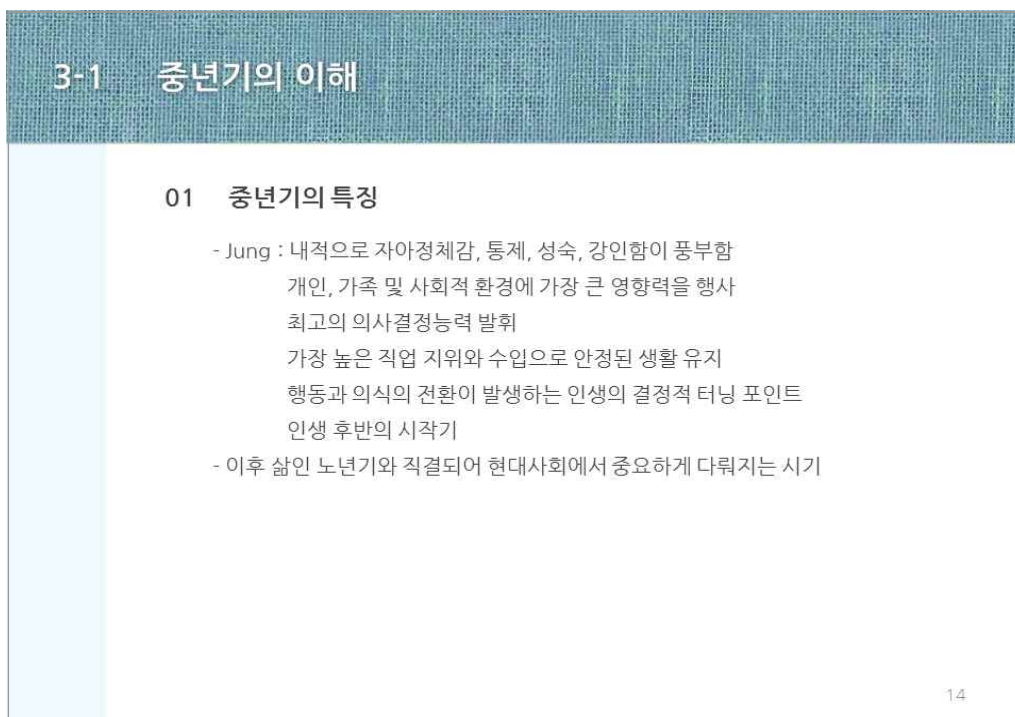 3-1 중년기의 이해
01 중년기의 특징
- Jung : 내적으로 자아정체감, 통제, 성숙, 강인함이 풍부함
개인, 가족 및 사회적 환경에 가장 큰 영향력을 행사
최고의 의사결정능력 발휘
가장 높은 직업 지위와 수입으로 안정된 생활 유지
행동과 의식의 전환이 발생하는 인생의 결정적 터닝 포인트
인생 후반의 시작기
- 이후 삶인 노년기와 직결되어 현대사회에서 중요하게 다뤄지는 시기
14